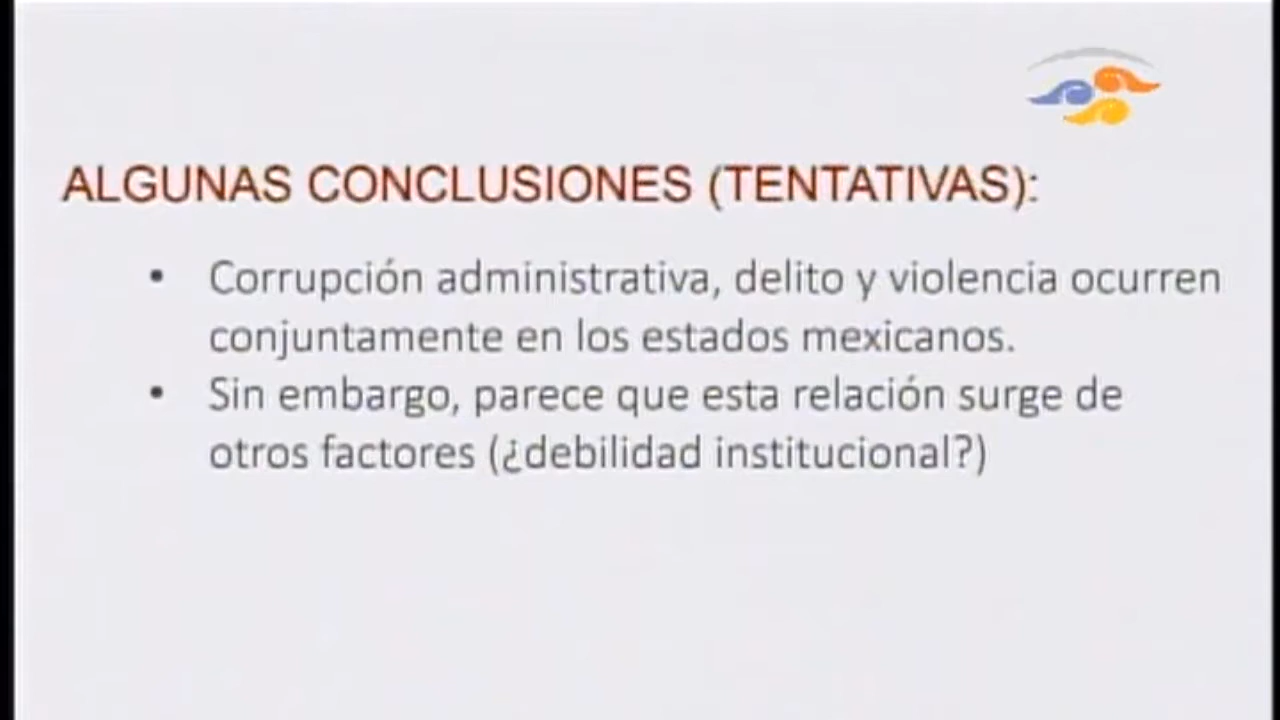 ALGUNAS CONCLUSIONES (TENTATIVAS):
• Corrupción administrativa, delito y violencia ocurren
conjuntamente en los estados mexicanos.
• Sin embargo, parece que esta relación surge de
otros factores (¿debilidad institucional?)